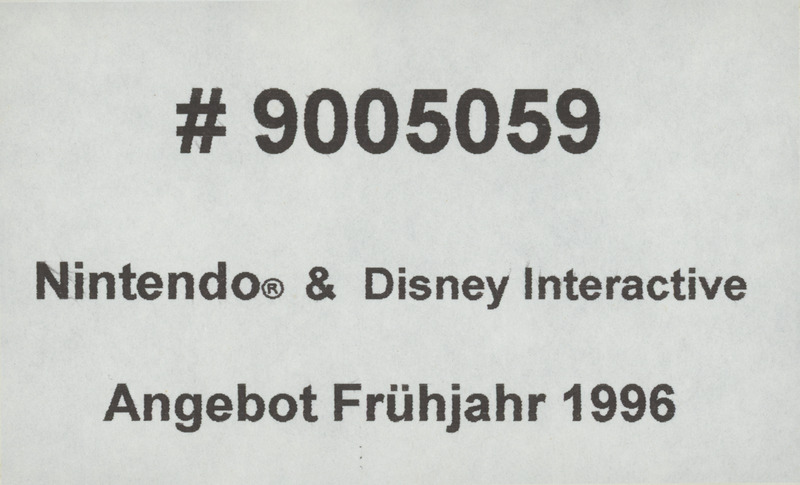 # 9005059
Nintendo® & Disney Interactive
Angebot Frühjahr 1996